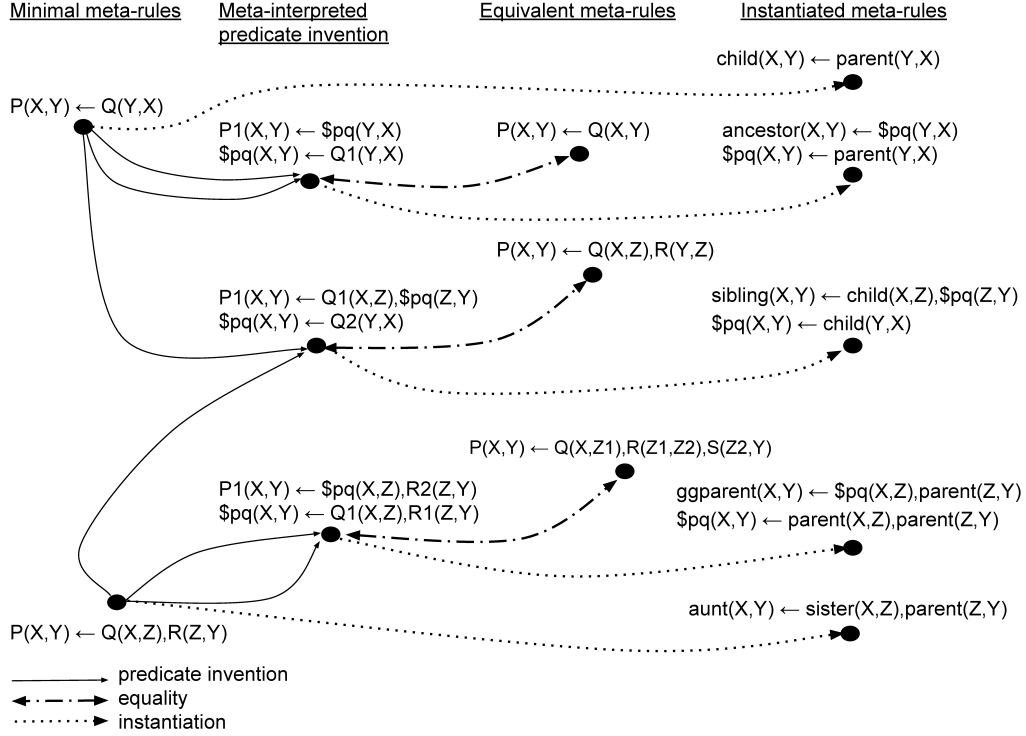 Minimal meta-rules
Meta-interpreted
predicate invention
Equivalent meta-rules
Instantiated meta-rules
child(X,Y) ← parent(Y,X)
P(X,Y) ← Q(Y,X)
P1(X,Y) ← $pq(Y,X)
$pq(X,Y) ← Q1(Y,X)
P(X,Y) ← Q(X,Y)
ancestor(X,Y) ← $pq(Y,X)
$pq(X,Y) ← parent(Y,X)
P(X,Y) ← Q(X,Z),R(Y,Z)
P1(X,Y) ← Q1(X,Z),$pq(Z,Y)
$pq(X,Y) ← Q2(Y,X)
sibling(X,Y) ← child(X,Z),$pq(Z,Y)
$pq(X,Y) ← child(Y,X)
P(X,Y) ← Q(X,Z1),R(Z1,Z2),S(Z2,Y)
P1(X,Y) ← $pq(X,Z),R2(Z,Y)
$pq(X,Y) ← Q1(X,Z),R1(Z,Y)
ggparent(X,Y) ← $pq(X,Z),parent(Z,Y)
$pq(X,Y) ← parent(X,Z),parent(Z,Y)
P(X,Y) ← Q(X,Z),R(Z,Y)
aunt(X,Y) ← sister(X,Z),parent(Z,Y)
predicate invention
equality
instantiation